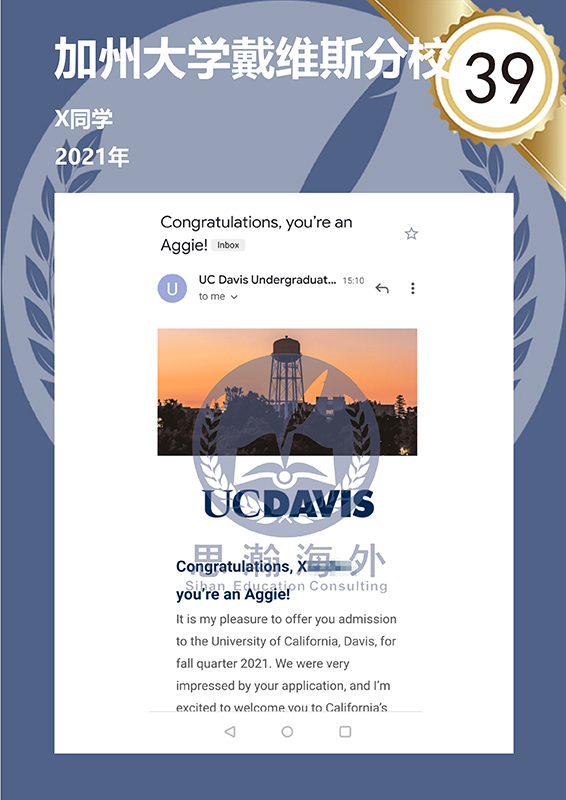 加州大学戴维斯分校
39
X同学
2021年
Congratulations, you're an
Aggie! Inbox
U
UC Davis Undergraduat... 15:10
to me
UCDAVIS
思瀚海外
Congratulations, X
Sihan Education Consulting
you're an Aggie!
It is my pleasure to offer you admission
to the University of California, Davis, for
fall quarter 2021. We were very
impressed by your application, and I'm
excited to welcome you to California's